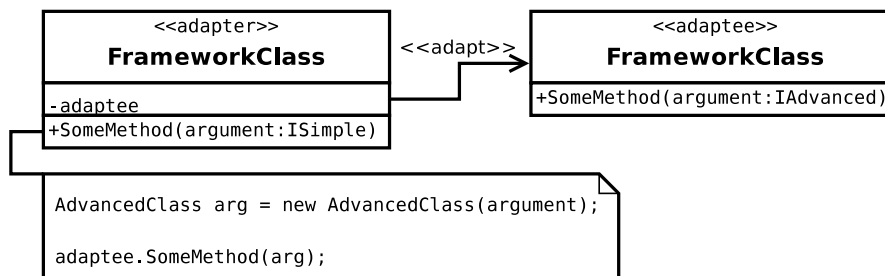 <<adapter>>
FrameworkClass
-adaptee
+SomeMethod(argument:ISimple)
<<adapt>>
<<adaptee>>
FrameworkClass
+SomeMethod(argument:IAdvanced)
AdvancedClass arg = new AdvancedClass(argument);
adaptee.SomeMethod(arg);